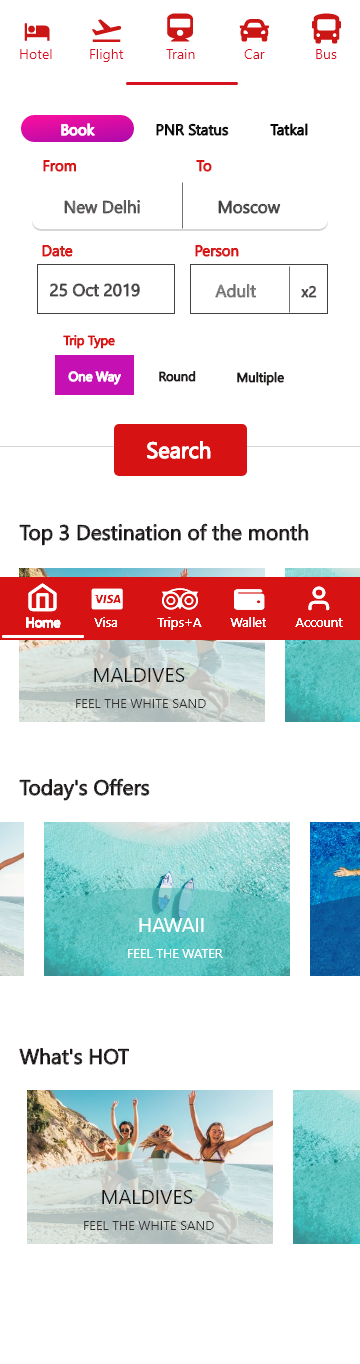 Hotel Flight Train Car Bus
Book PNR Status Tatkal
From To
New Delhi Moscow
Date Person
25 Oct 2019 Adult x2
Trip Type
One Way Round Multiple
Search
Top 3 Destination of the month
VISA
Home Visa Trips+A Wallet Account
MALDIVES
FEEL THE WHITE SAND
Today's Offers
HAWAII
FEEL THE WATER
What's HOT
MALDIVES
FEEL THE WHITE SAND